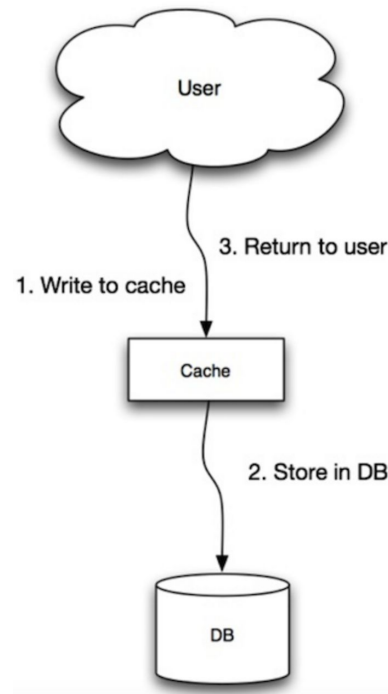 User
3. Return to user
1. Write to cache
Cache
2. Store in DB
DB